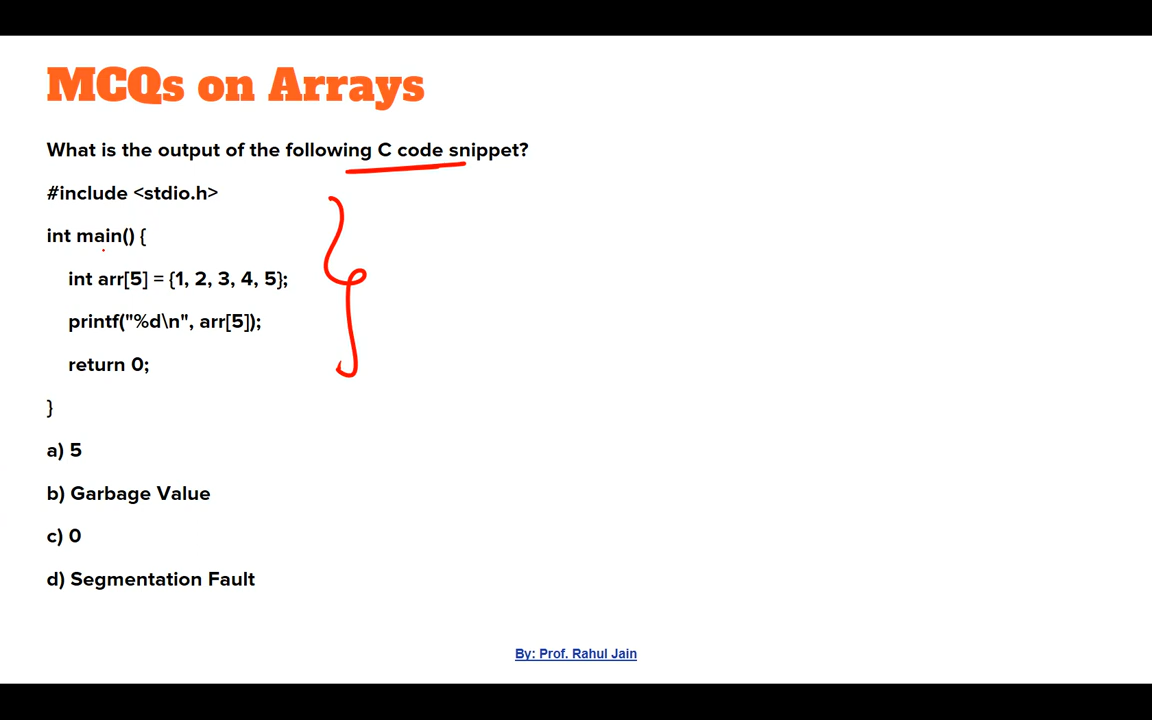 MCQs on Arrays
What is the output of the following C code snippet?
#include <stdio.h>
int main() {
int arr[5] = {1, 2, 3, 4, 5};
printf("%d\n", arr[5]);
return 0;
}
a) 5
b) Garbage Value
c) 0
d) Segmentation Fault
By: Prof. Rahul Jain